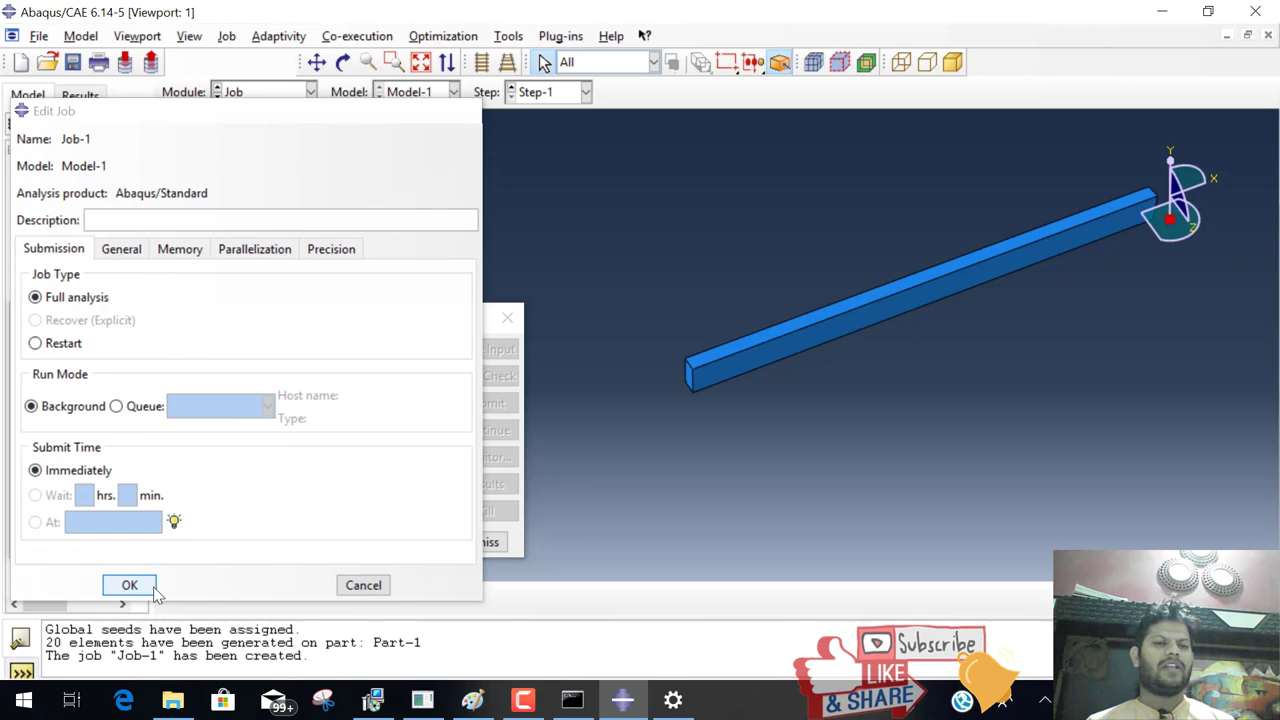 Abaqus/CAE 6.14-5 [Viewport: 1]
File Model Viewport View Job Adaptivity Co-execution Optimization Tools Plug-ins Help
All
Model Results Module: Job Model: Model-1 Step: Step-1
Edit Job
Name: Job-1
Model: Model-1
Analysis product: Abaqus/Standard
Description:
Submission General Memory Parallelization Precision
Job Type
Full analysis
Recover (Explicit)
Restart
Run Mode
Background Queue: Host name:
Type:
Submit Time
Immediately
Wait: hrs. min.
At:
OK Cancel
Y
X
Z
Global seeds have been assigned.
20 elements have been generated on part: Part-1
The job "Job-1" has been created.
Subscribe
LIKE
& SHARE
99+